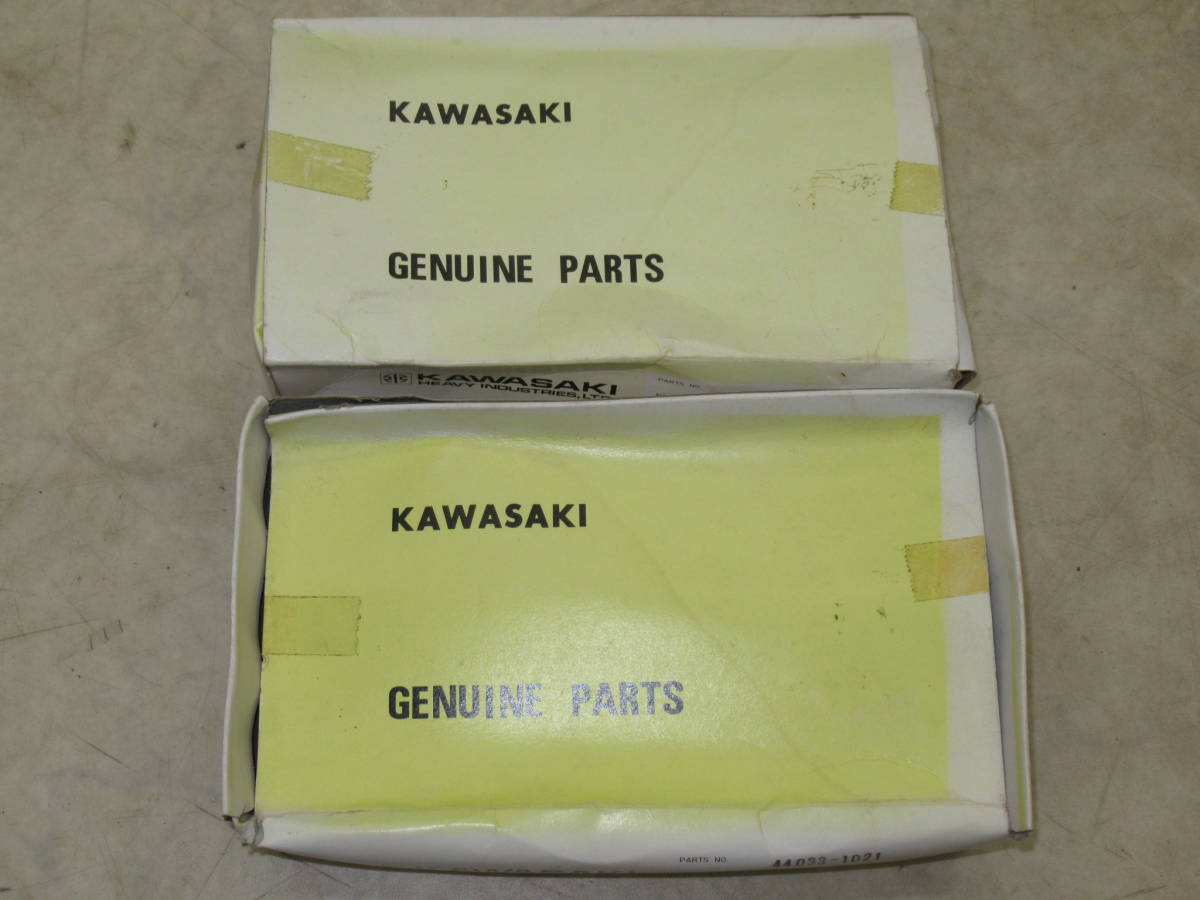 KAWASAKI
GENUINE PARTS
KAWASAKI
HEAVY INDUSTRIES, LTD
PARTS NO.
KAWASAKI
GENUINE PARTS
PARTS NO. 44033-1021